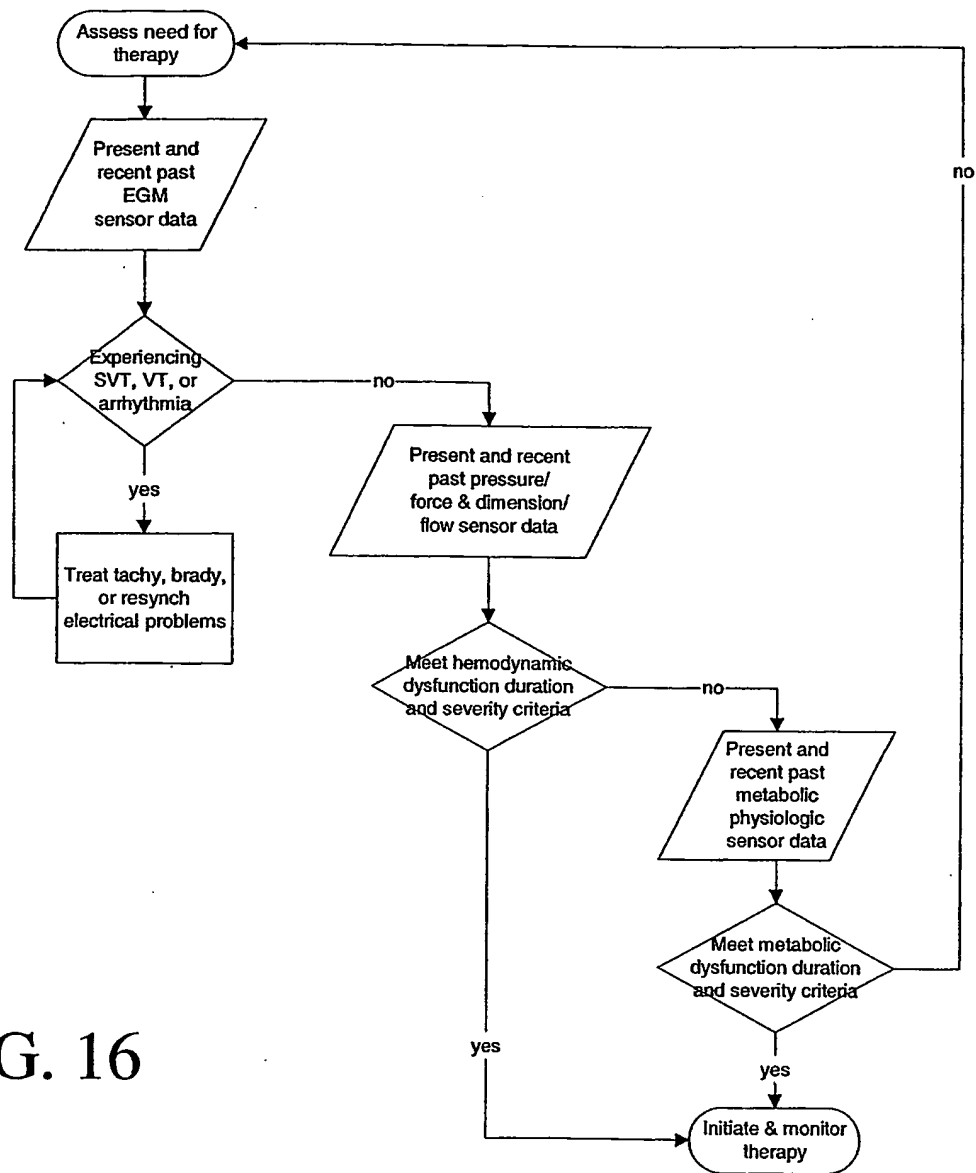 Assess need for
therapy
Present and
recent past
EGM
sensor data
no
Experiencing
SVT, VT, or
arrhythmia
no
yes
Present and recent
past pressure/
force & dimension/
flow sensor data
Treat tachy, brady,
or resynch
electrical problems
Meet hemodynamic
dysfunction duration
and severity criteria
no
Present and
recent past
metabolic
physiologic
sensor data
Meet metabolic
dysfunction duration
and severity criteria
yes
yes
Initiate & monitor
therapy
G. 16